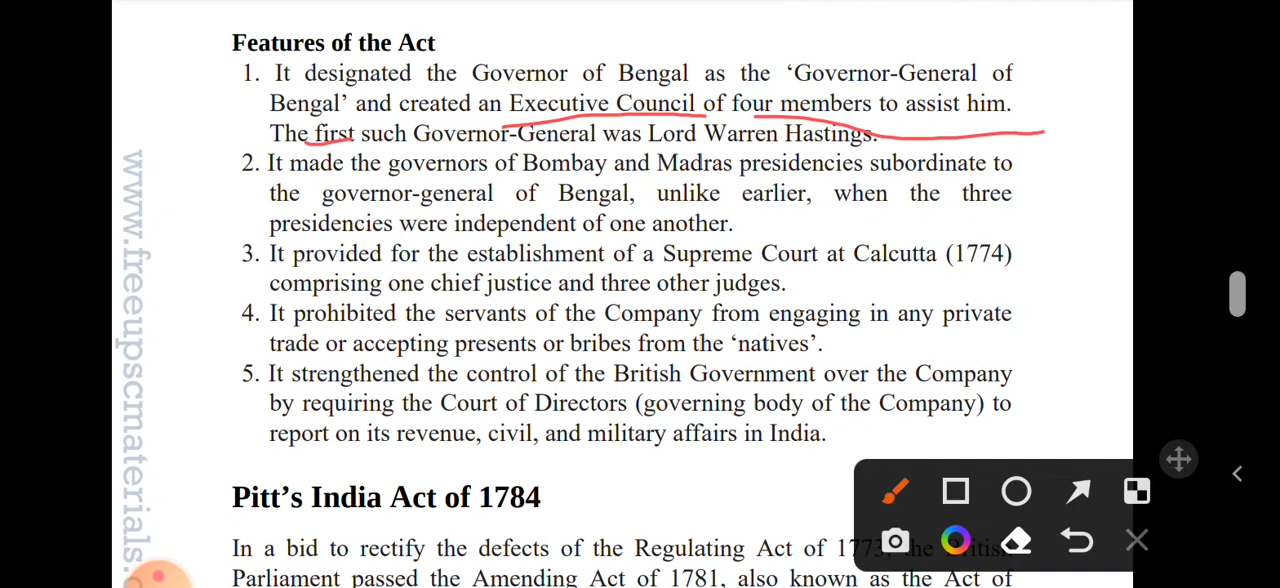 Features of the Act
1. It designated the Governor of Bengal as the ‘Governor-General of
Bengal’ and created an Executive Council of four members to assist him.
The first such Governor-General was Lord Warren Hastings.
2. It made the governors of Bombay and Madras presidencies subordinate to
the governor-general of Bengal, unlike earlier, when the three
presidencies were independent of one another.
3. It provided for the establishment of a Supreme Court at Calcutta (1774)
comprising one chief justice and three other judges.
4. It prohibited the servants of the Company from engaging in any private
trade or accepting presents or bribes from the ‘natives’.
5. It strengthened the control of the British Government over the Company
by requiring the Court of Directors (governing body of the Company) to
report on its revenue, civil, and military affairs in India.
Pitt’s India Act of 1784
In a bid to rectify the defects of the Regulating Act of 1773, the British
Parliament passed the Amending Act of 1781, also known as the Act of
www.freeupscmaterials.